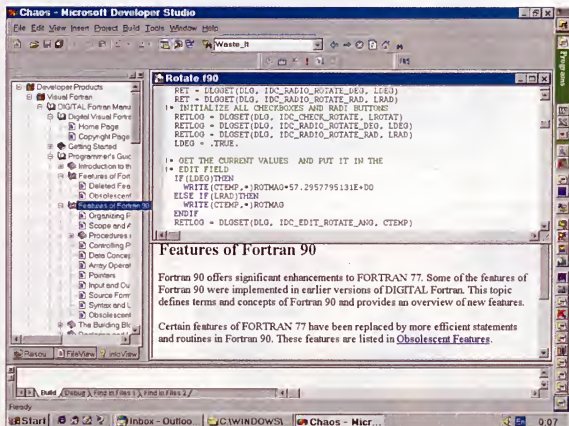 Chaos - Microsoft Developer Studio
File Edit View Insert Project Build Tools Window Help
Waste_It
Developer Products
Visual Fortran
DIGITAL Fortran Menu
Digital Visual Fortra
Home Page
Copyright Page
Getting Started
Programmer's Guid
Introduction to th
Features of Fort
Deleted Fea
Obsolescent
Features of Fortran 90
Organizing P
Scope and A
Procedures
Controlling P
Data Concep
Array Operat
Pointers
Input and Ou
Source Form
Syntax and
Obsolescent
The Building Blo
Resou FileView InfoView
Rotate.f90
RET = DLGSET(DLG, IDC_RADIO_ROTATE_DEG, LDEG)
RET = DLGSET(DLG, IDC_RADIO_ROTATE_RAD, LRAD)
!* INITIALIZE ALL CHECKBOXES AND RADI BUTTONS
RETLOG = DLGSET(DLG, IDC_CHECK_ROTATE, LROTAT)
RETLOG = DLGSET(DLG, IDC_RADIO_ROTATE_DEG, LDEG)
RETLOG = DLGSET(DLG, IDC_RADIO_ROTATE_RAD, LRAD)
LDEG = .TRUE.
!* GET THE CURRENT VALUES AND PUT IT IN THE
!* EDIT FIELD
IF(LDEG)THEN
WRITE(CTEMP,*)ROTMAG*57.2957795131E+D0
ELSE IF(LRAD)THEN
WRITE(CTEMP,*)ROTMAG
ENDIF
RETLOG = DLGSET(DLG, IDC_EDIT_ROTATE_ANG, CTEMP)
Features of Fortran 90
Fortran 90 offers significant enhancements to FORTRAN 77. Some of the features of
Fortran 90 were implemented in earlier versions of DIGITAL Fortran. This topic
defines terms and concepts of Fortran 90 and provides an overview of new features.
Certain features of FORTRAN 77 have been replaced by more efficient statements
and routines in Fortran 90. These features are listed in Obsolescent Features.
Build Debug Find in Files 1 Find in Files 2
Ready
Start Inbox - Outloo C:\WINDOWS\ Chaos - Micr... 0:07
Programs